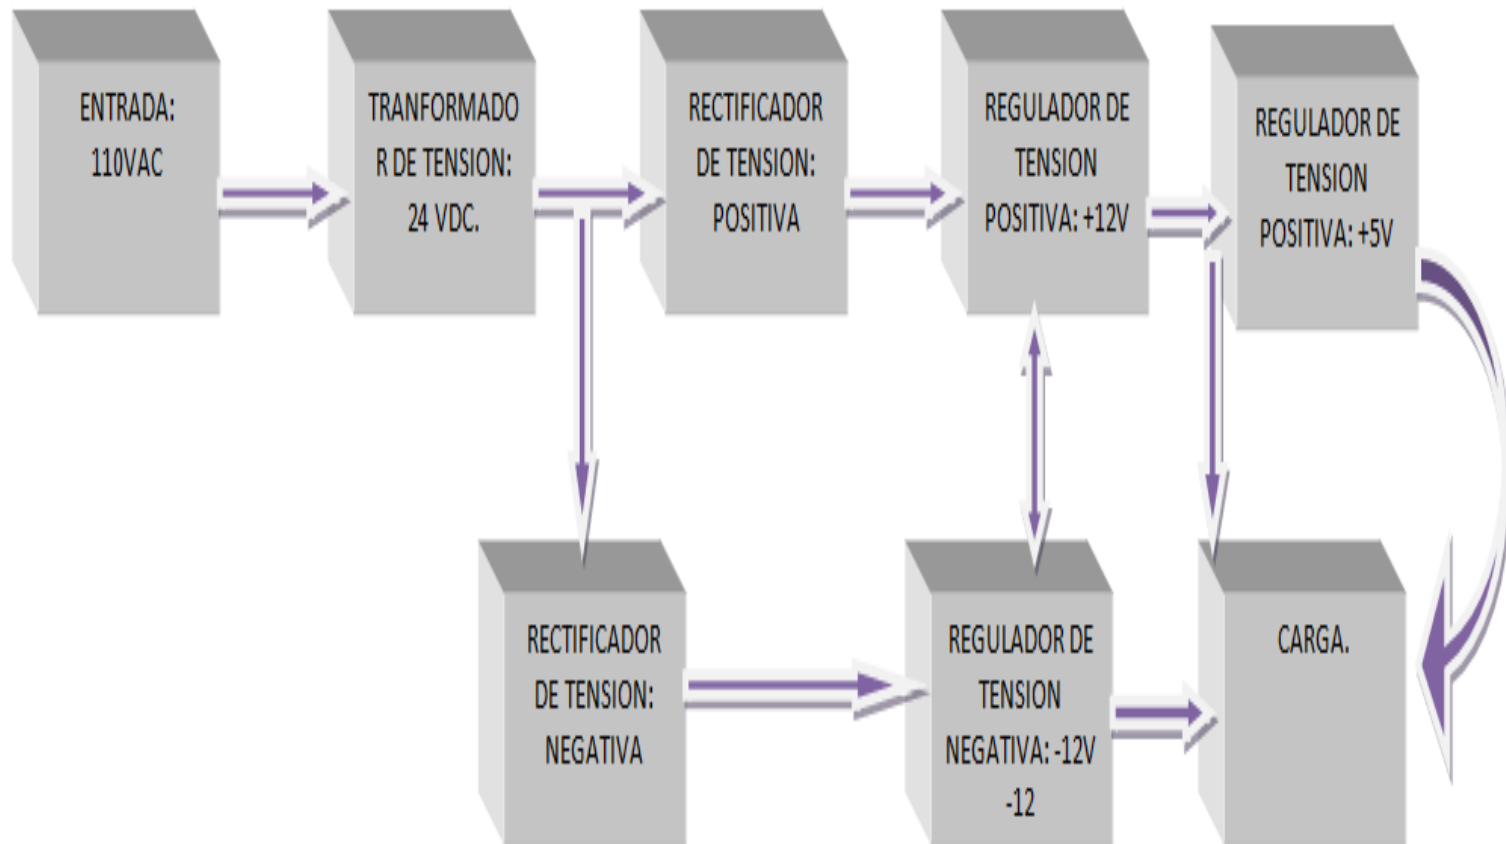 ENTRADA:
110VAC
TRANFORMADO
R DE TENSION:
24 VDC.
RECTIFICADOR
DE TENSION:
POSITIVA
REGULADOR DE
TENSION
POSITIVA: +12V
REGULADOR DE
TENSION
POSITIVA: +5V
RECTIFICADOR
DE TENSION:
NEGATIVA
REGULADOR DE
TENSION
NEGATIVA: -12V
-12
CARGA.